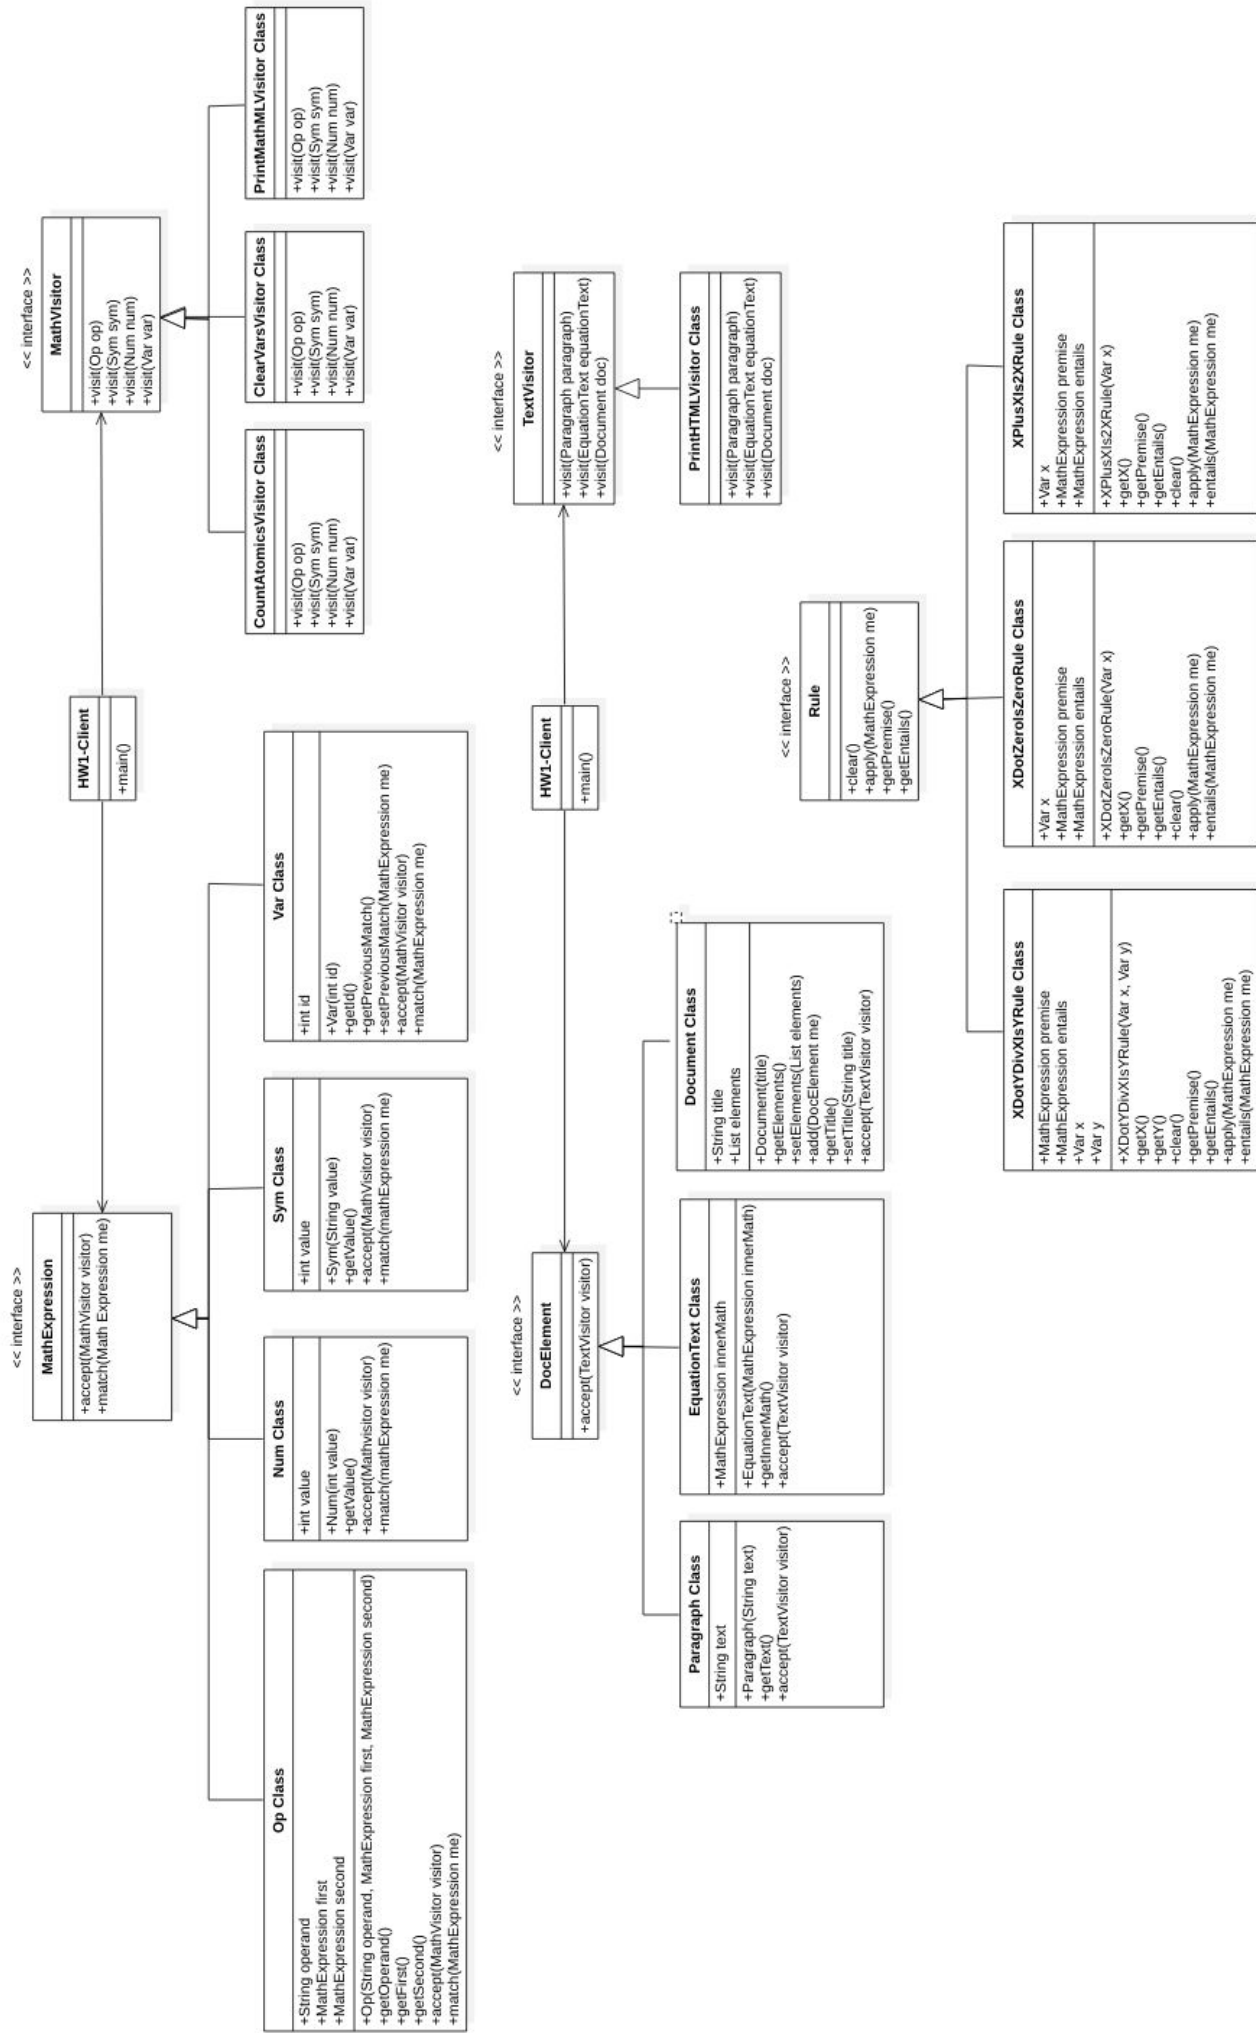 << interface >>
MathExpression
+accept(MathVisitor visitor)
+match(Math Expression me)
HW1-Client
+main()
<< interface >>
MathVIsitor
+visit(Op op)
+visit(Sym sym)
+visit(Num num)
+visit(Var var)
Op Class
+String operand
+MathExpression first
+MathExpression second
+Op(String operand, MathExpression first, MathExpression second)
+getOperand()
+getFirst()
+getSecond()
+accept(MathVisitor visitor)
+match(MathExpression me)
Num Class
+int value
+Num(int value)
+getValue()
+accept(Mathvisitor visitor)
+match(mathExpression me)
Sym Class
+int value
+Sym(String value)
+getValue()
+accept(MathVisitor visitor)
+match(mathExpression me)
Var Class
+int id
+Var(int id)
+getId()
+getPreviousMatch()
+setPreviousMatch(MathExpression me)
+accept(MathVisitor visitor)
+match(MathExpression me)
CountAtomicsVisitor Class
+visit(Op op)
+visit(Sym sym)
+visit(Num num)
+visit(Var var)
ClearVarsVisitor Class
+visit(Op op)
+visit(Sym sym)
+visit(Num num)
+visit(Var var)
PrintMathMLVisitor Class
+visit(Op op)
+visit(Sym sym)
+visit(Num num)
+visit(Var var)
<< interface >>
DocElement
+accept(TextVisitor visitor)
HW1-Client
+main()
<< interface >>
TextVisitor
+visit(Paragraph paragraph)
+visit(EquationText equationText)
+visit(Document doc)
Paragraph Class
+String text
+Paragraph(String text)
+getText()
+accept(TextVisitor visitor)
EquationText Class
+MathExpression innerMath
+EquationText(MathExpression innerMath)
+getInnerMath()
+accept(TextVisitor visitor)
Document Class
+String title
+List elements
+Document(title)
+getElements()
+setElements(List elements)
+add(DocElement me)
+getTitle()
+setTitle(String title)
+accept(TextVisitor visitor)
PrintHTMLVisitor Class
+visit(Paragraph paragraph)
+visit(EquationText equationText)
+visit(Document doc)
<< interface >>
Rule
+clear()
+apply(MathExpression me)
+getPremise()
+getEntails()
XDotYDivXIsYRule Class
+MathExpression premise
+MathExpression entails
+Var x
+Var y
+XDotYDivXIsYRule(Var x, Var y)
+getX()
+getY()
+clear()
+getPremise()
+getEntails()
+apply(MathExpression me)
+entails(MathExpression me)
XDotZeroIsZeroRule Class
+Var x
+MathExpression premise
+MathExpression entails
+XDotZeroIsZeroRule(Var x)
+getX()
+getPremise()
+getEntails()
+clear()
+apply(MathExpression me)
+entails(MathExpression me)
XPlusXIs2XRule Class
+Var x
+MathExpression premise
+MathExpression entails
+XPlusXIs2XRule(Var x)
+getX()
+getPremise()
+getEntails()
+clear()
+apply(MathExpression me)
+entails(MathExpression me)